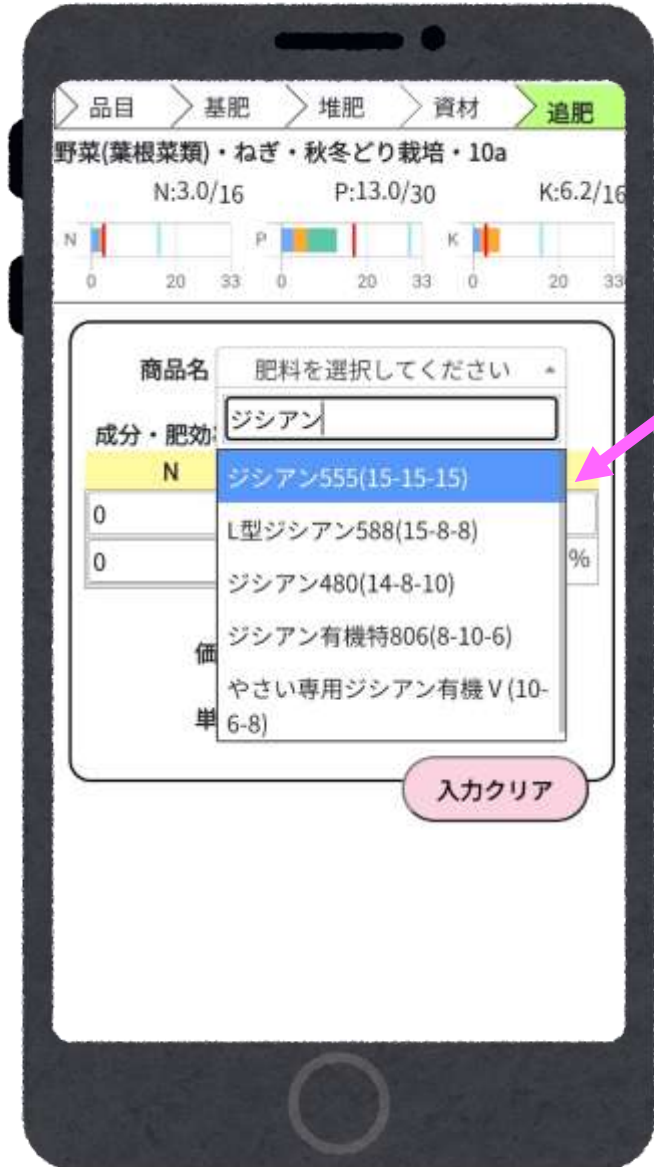 品目 基肥 堆肥 資材 追肥
野菜(葉根菜類)・ねぎ・秋冬どり栽培・10a
N:3.0/16 P:13.0/30 K:6.2/16
N P K
0 20 33 0 20 33 0 20 33
商品名 肥料を選択してください
ジシアン
成分・肥効
N
ジシアン555(15-15-15)
0
L型ジシアン588(15-8-8)
0 %
ジシアン480(14-8-10)
ジシアン有機特806(8-10-6)
価
やさい専用ジシアン有機V(10-
単 6-8)
入力クリア